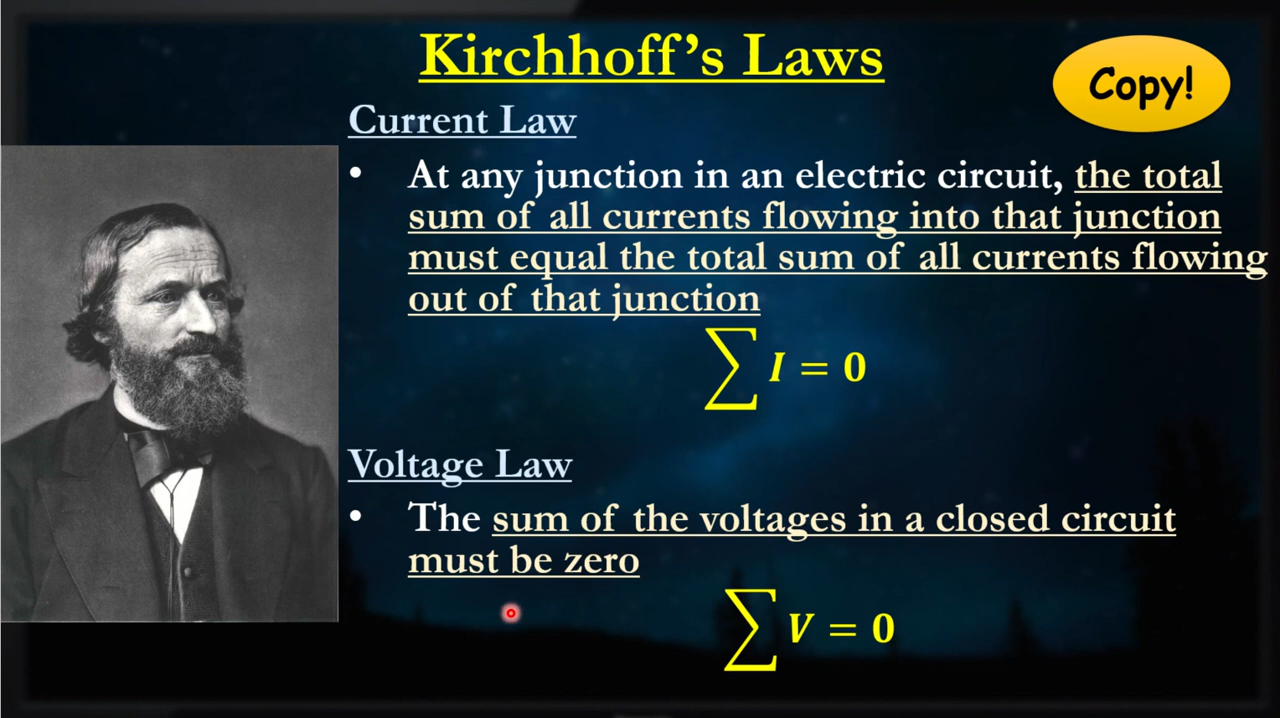 Kirchhoff's Laws
Copy!
Current Law
• At any junction in an electric circuit, the total
sum of all currents flowing into that junction
must equal the total sum of all currents flowing
out of that junction
∑ I = 0
Voltage Law
• The sum of the voltages in a closed circuit
must be zero
∑ V = 0